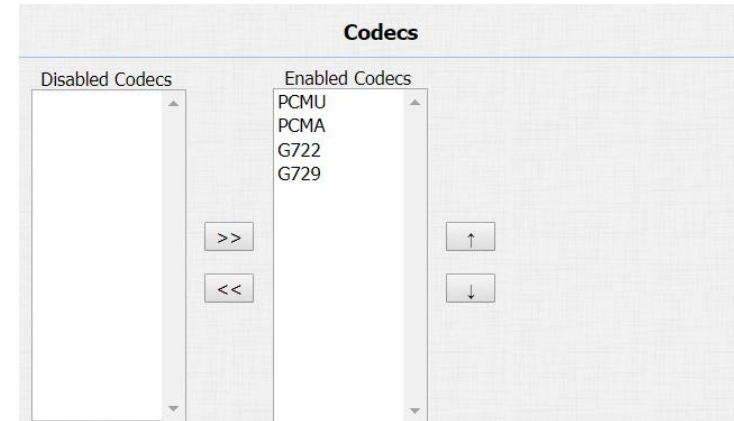 Codecs
Disabled Codecs
Enabled Codecs
PCMU
PCMA
G722
G729
>>
<<
↑
↓